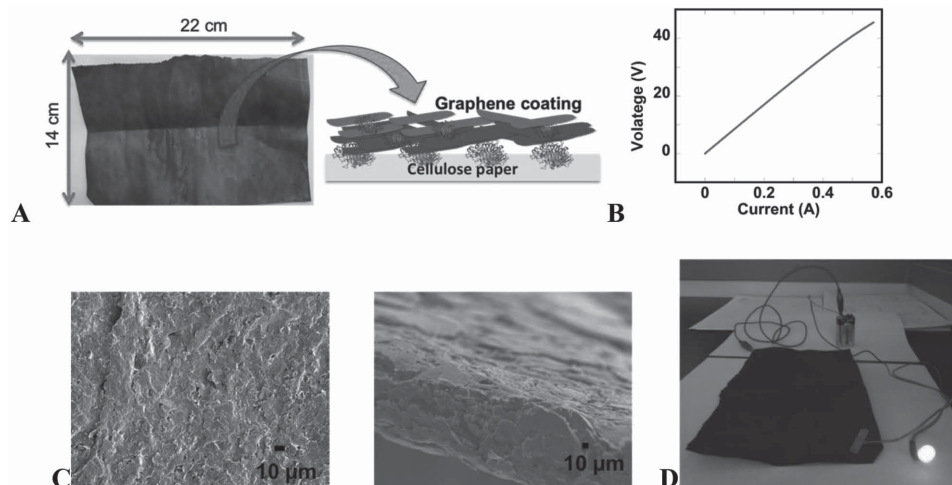 22 cm
14 cm
Graphene coating
Cellulose paper
A
40
20
0
Volatege (V)
0
0.2
0.4
0.6
Current (A)
B
10 µm
C
10 µm
D